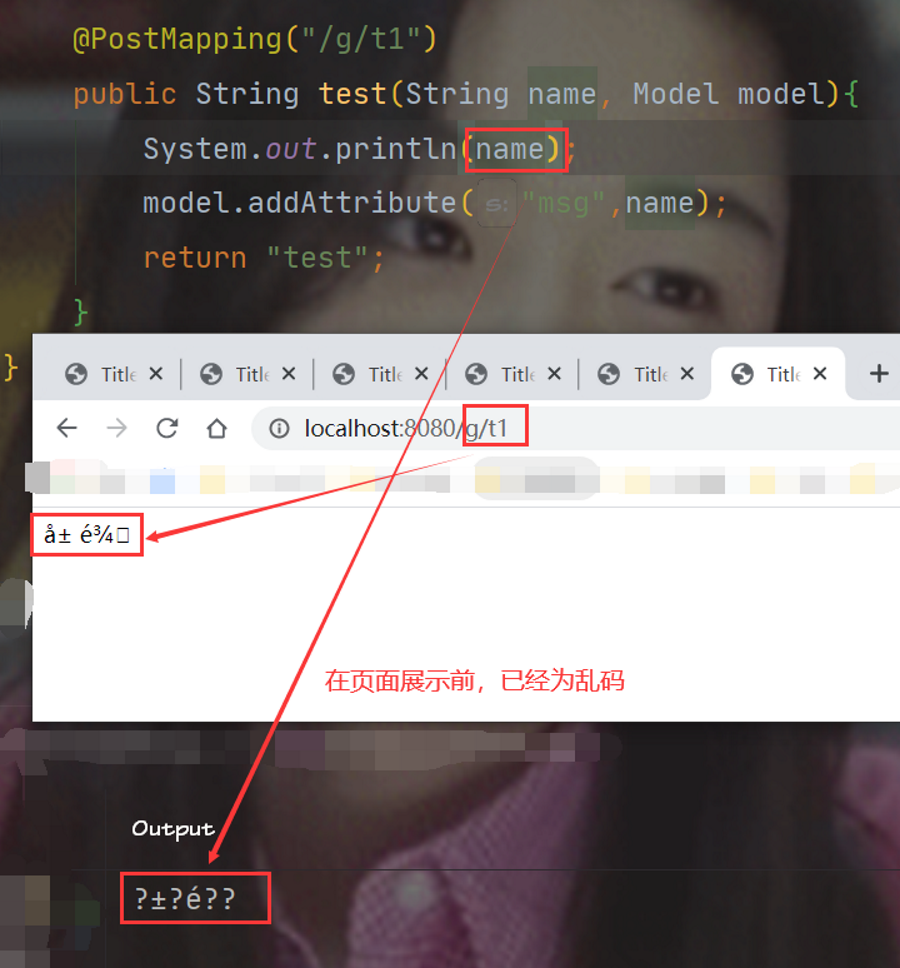 @PostMapping("/g/t1")
public String test(String name, Model model){
System.out.println(name);
model.addAttribute( s: "msg",name);
return "test";
}
}
Title Title Title Title Title Title
localhost:8080/g/t1
å± é¾□
在页面展示前，已经为乱码
Output
?±?é??